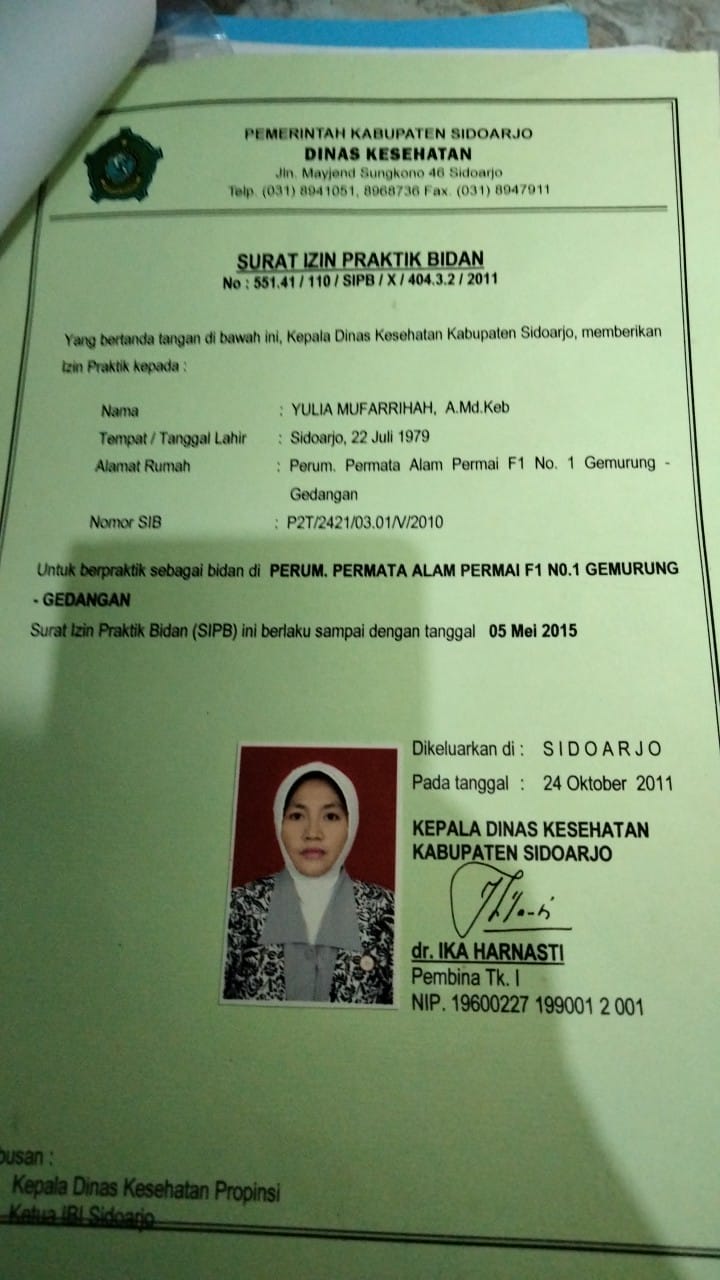 PEMERINTAH KABUPATEN SIDOARJO
DINAS KESEHATAN
Jln. Mayjend Sungkono 46 Sidoarjo
Telp. (031) 8941051, 8968736 Fax. (031) 8947911
SURAT IZIN PRAKTIK BIDAN
No : 551.41 / 110 / SIPB / X / 404.3.2 / 2011
Yang bertanda tangan di bawah ini, Kepala Dinas Kesehatan Kabupaten Sidoarjo, memberikan
Izin Praktik kepada :
Nama : YULIA MUFARRIHAH, A.Md.Keb
Tempat / Tanggal Lahir : Sidoarjo, 22 Juli 1979
Alamat Rumah : Perum. Permata Alam Permai F1 No. 1 Gemurung -
Gedangan
Nomor SIB : P2T/2421/03.01/V/2010
Untuk berpraktik sebagai bidan di PERUM. PERMATA ALAM PERMAI F1 N0.1 GEMURUNG
- GEDANGAN
Surat Izin Praktik Bidan (SIPB) ini berlaku sampai dengan tanggal 05 Mei 2015
Dikeluarkan di : S I D O A R J O
Pada tanggal : 24 Oktober 2011
KEPALA DINAS KESEHATAN
KABUPATEN SIDOARJO
dr. IKA HARNASTI
Pembina Tk. I
NIP. 19600227 199001 2 001
busan :
Kepala Dinas Kesehatan Propinsi
Ketua IBI Sidoarjo